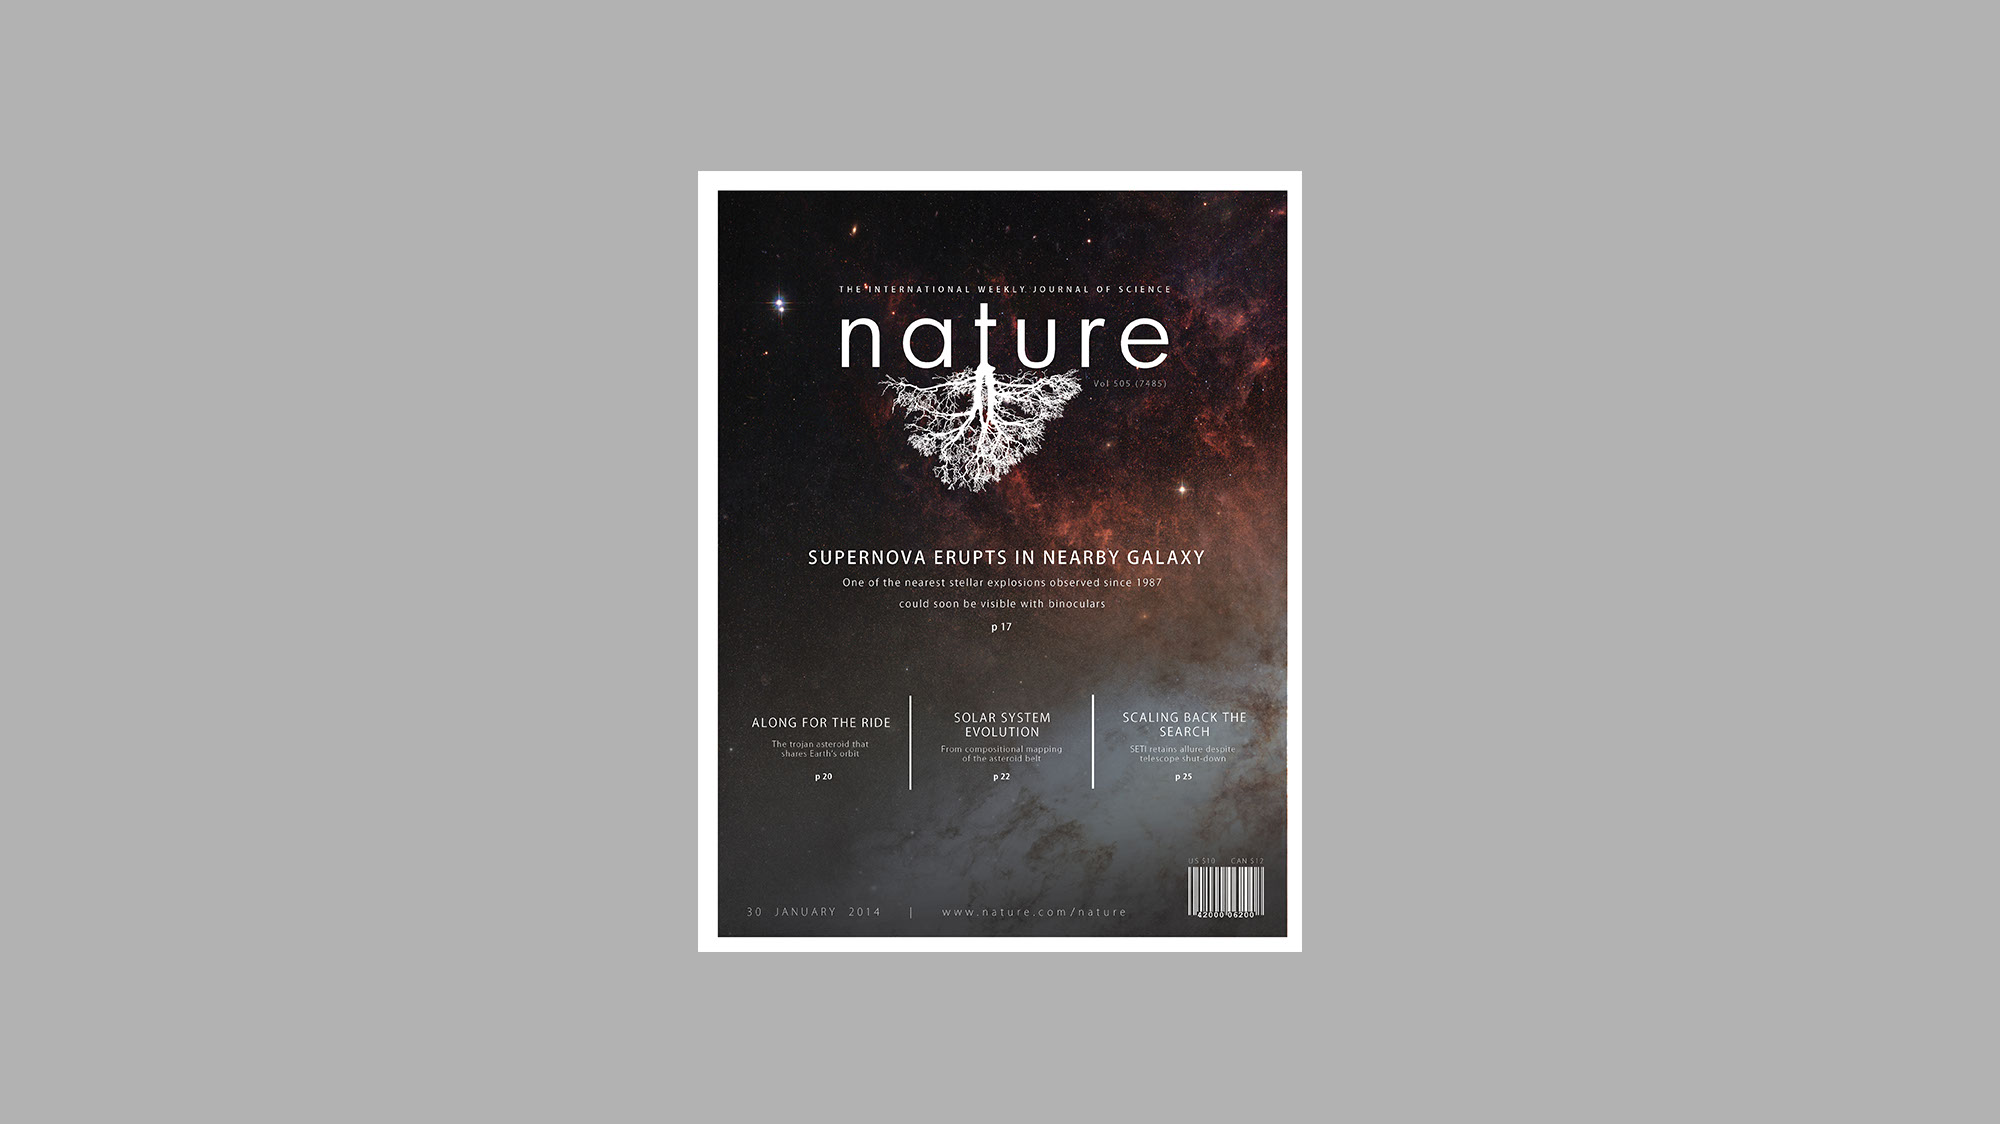 THE INTERNATIONAL WEEKLY JOURNAL OF SCIENCE
nature
Vol 505 (7485)
SUPERNOVA ERUPTS IN NEARBY GALAXY
One of the nearest stellar explosions observed since 1987
could soon be visible with binoculars
p 17
ALONG FOR THE RIDE
The trojan asteroid that
shares Earth's orbit
p 20
SOLAR SYSTEM
EVOLUTION
From compositional mapping
of the asteroid belt
p 22
SCALING BACK THE
SEARCH
SETI retains allure despite
telescope shut-down
p 25
US $10 CAN $12
42000 06200
30 JANUARY 2014 | www.nature.com/nature